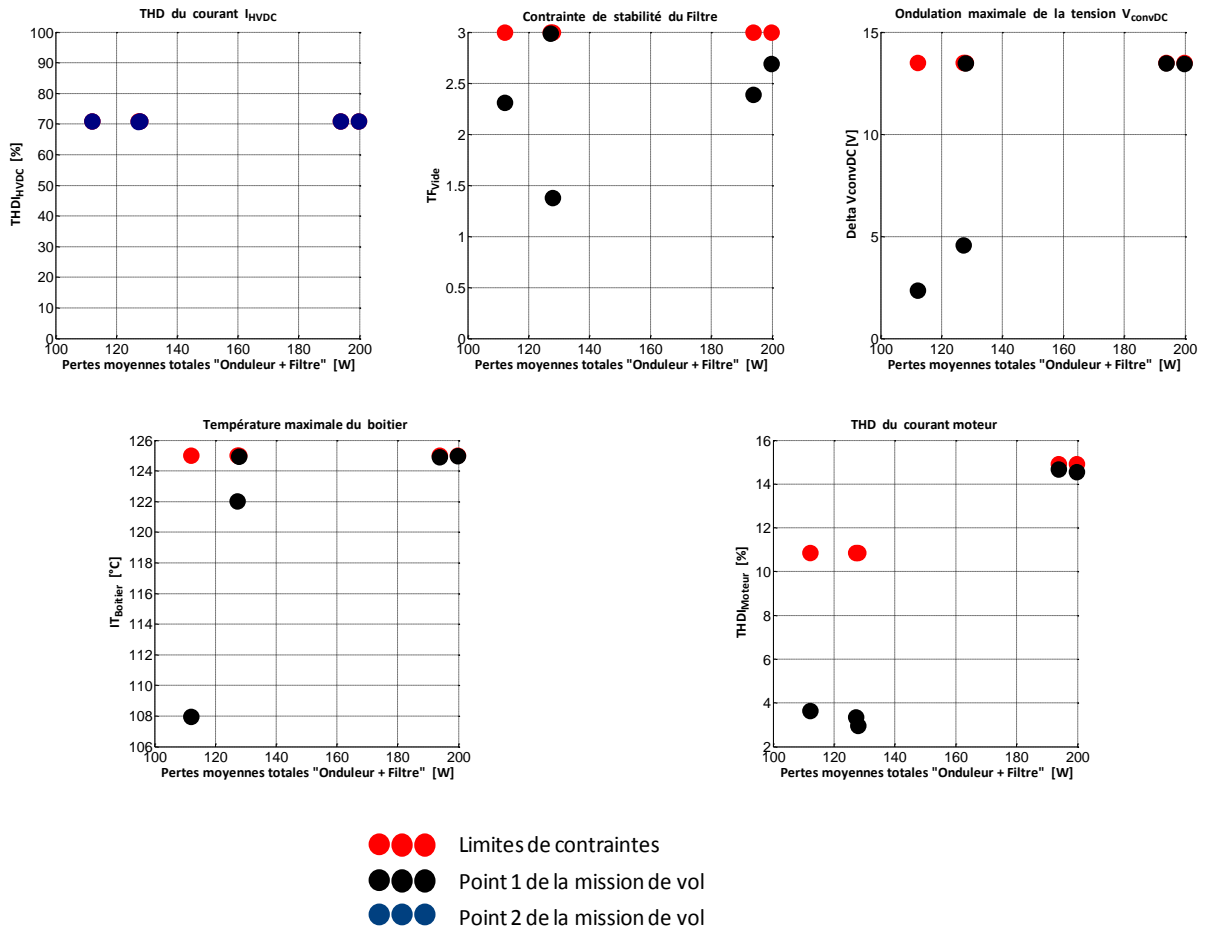 THD du courant IHVDC
100
90
80
70
60
50
40
30
20
10
0
THDIHVDC [%]
100 120 140 160 180 200
Pertes moyennes totales "Onduleur + Filtre" [W]
Contrainte de stabilité du Filtre
3
2.5
2
1.5
1
0.5
0
TFVide
100 120 140 160 180 200
Pertes moyennes totales "Onduleur + Filtre" [W]
Ondulation maximale de la tension VconvDC
15
10
5
0
Delta VconvDC [V]
100 120 140 160 180 200
Pertes moyennes totales "Onduleur + Filtre" [W]
Température maximale du boitier
126
124
122
120
118
116
114
112
110
108
106
ITBoitier [°C]
100 120 140 160 180 200
Pertes moyennes totales "Onduleur + Filtre" [W]
THD du courant moteur
16
14
12
10
8
6
4
2
THDIMoteur [%]
100 120 140 160 180 200
Pertes moyennes totales "Onduleur + Filtre" [W]
Limites de contraintes
Point 1 de la mission de vol
Point 2 de la mission de vol